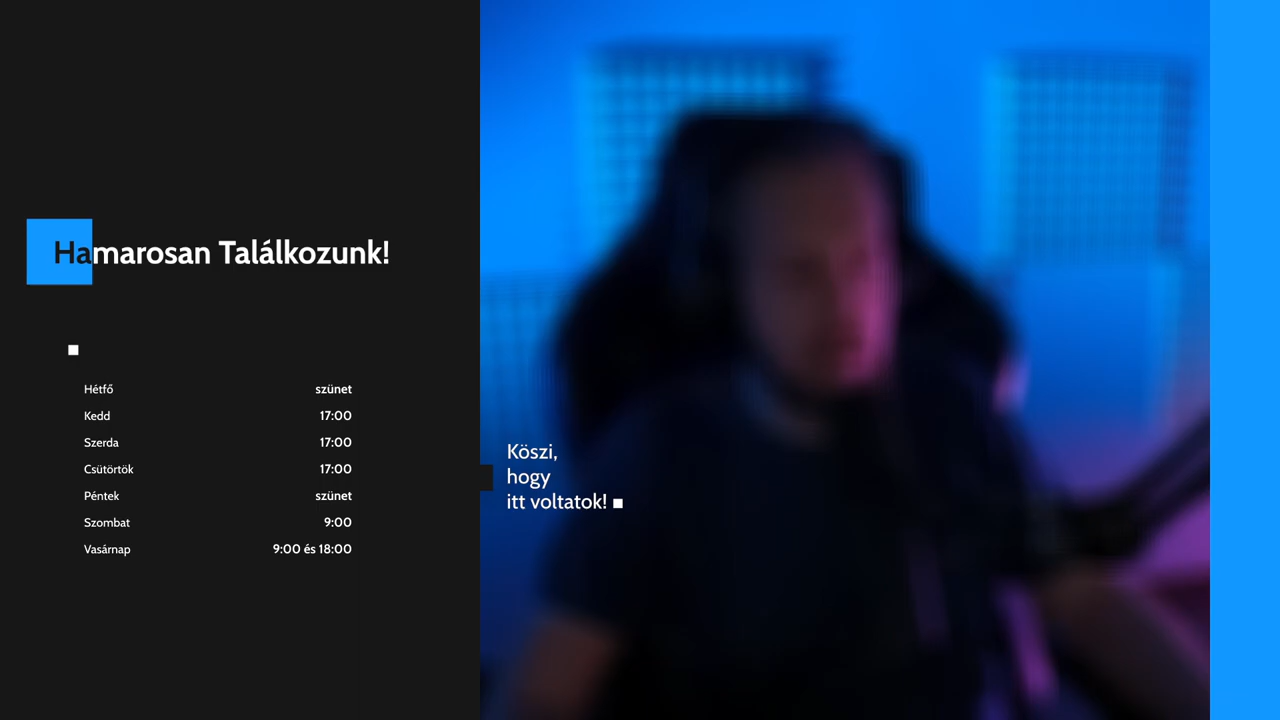 Hamarosan Találkozunk!
Hétfő szünet
Kedd 17:00
Szerda 17:00
Csütörtök 17:00
Péntek szünet
Szombat 9:00
Vasárnap 9:00 és 18:00
Köszi,
hogy
itt voltatok!